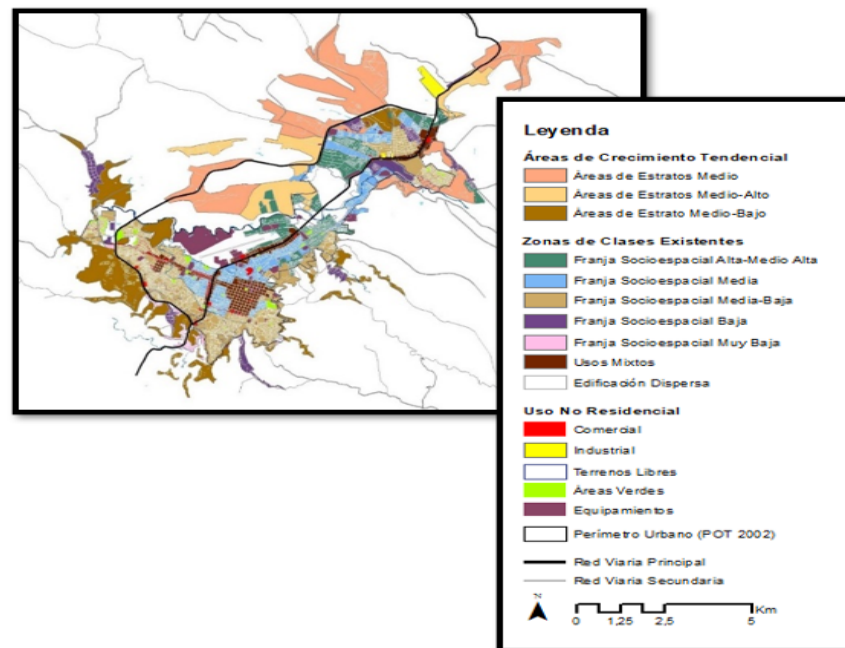 Leyenda
Áreas de Crecimiento Tendencial
Áreas de Estratos Medio
Áreas de Estratos Medio-Alto
Áreas de Estrato Medio-Bajo
Zonas de Clases Existentes
Franja Socioespacial Alta-Medio Alta
Franja Socioespacial Media
Franja Socioespacial Media-Baja
Franja Socioespacial Baja
Franja Socioespacial Muy Baja
Usos Mixtos
Edificación Dispersa
Uso No Residencial
Comercial
Industrial
Terrenos Libres
Áreas Verdes
Equipamientos
Perímetro Urbano (POT 2002)
Red Viaria Principal
Red Viaria Secundaria
N
Km
0 1,25 2,5 5